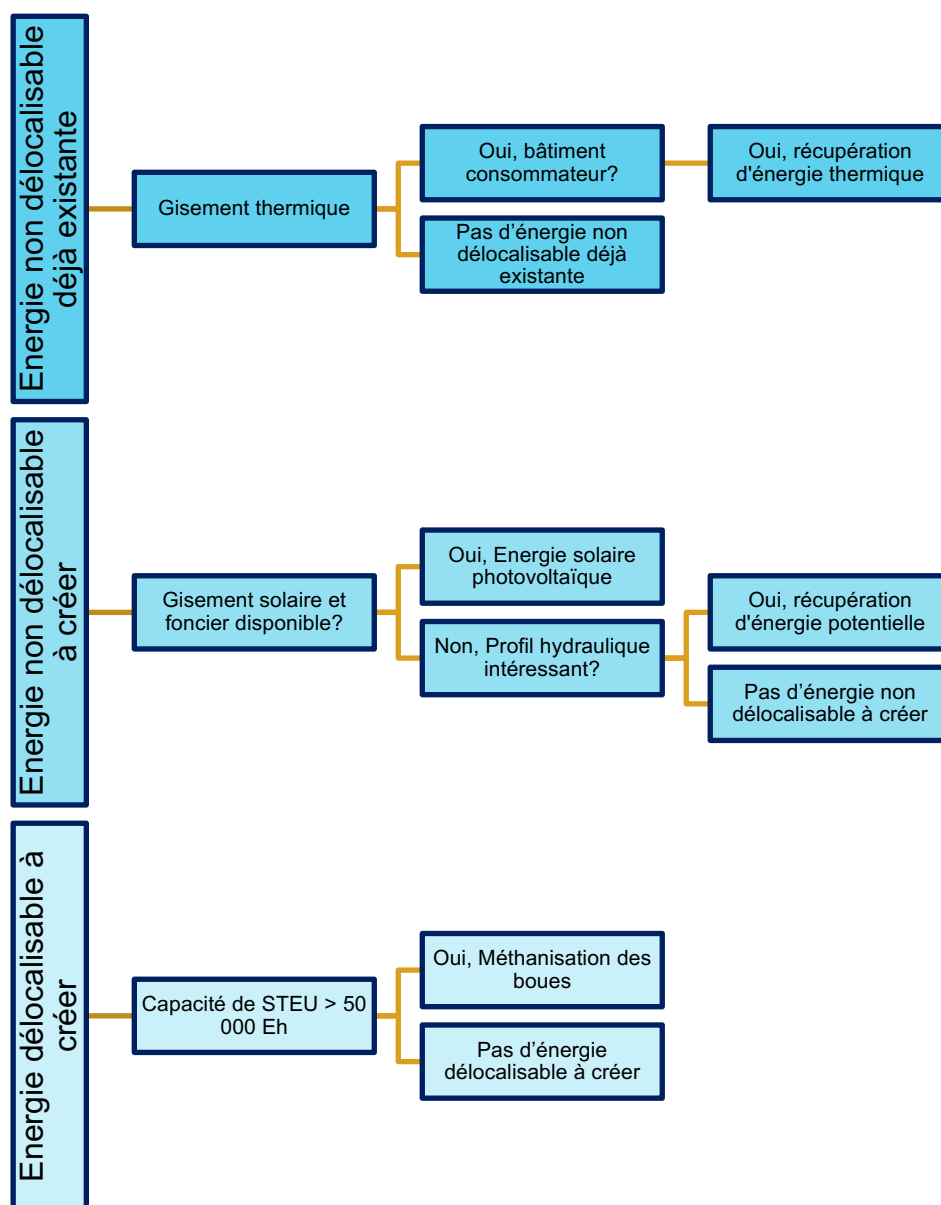 Energie non délocalisable
déjà existante
Gisement thermique
Oui, bâtiment
consommateur?
Oui, récupération
d'énergie thermique
Pas d’énergie non
délocalisable déjà
existante
Energie non délocalisable
à créer
Gisement solaire et
foncier disponible?
Oui, Energie solaire
photovoltaïque
Non, Profil hydraulique
intéressant?
Oui, récupération
d'énergie potentielle
Pas d’énergie non
délocalisable à créer
Energie délocalisable à
créer
Capacité de STEU > 50
000 Eh
Oui, Méthanisation des
boues
Pas d’énergie
délocalisable à créer